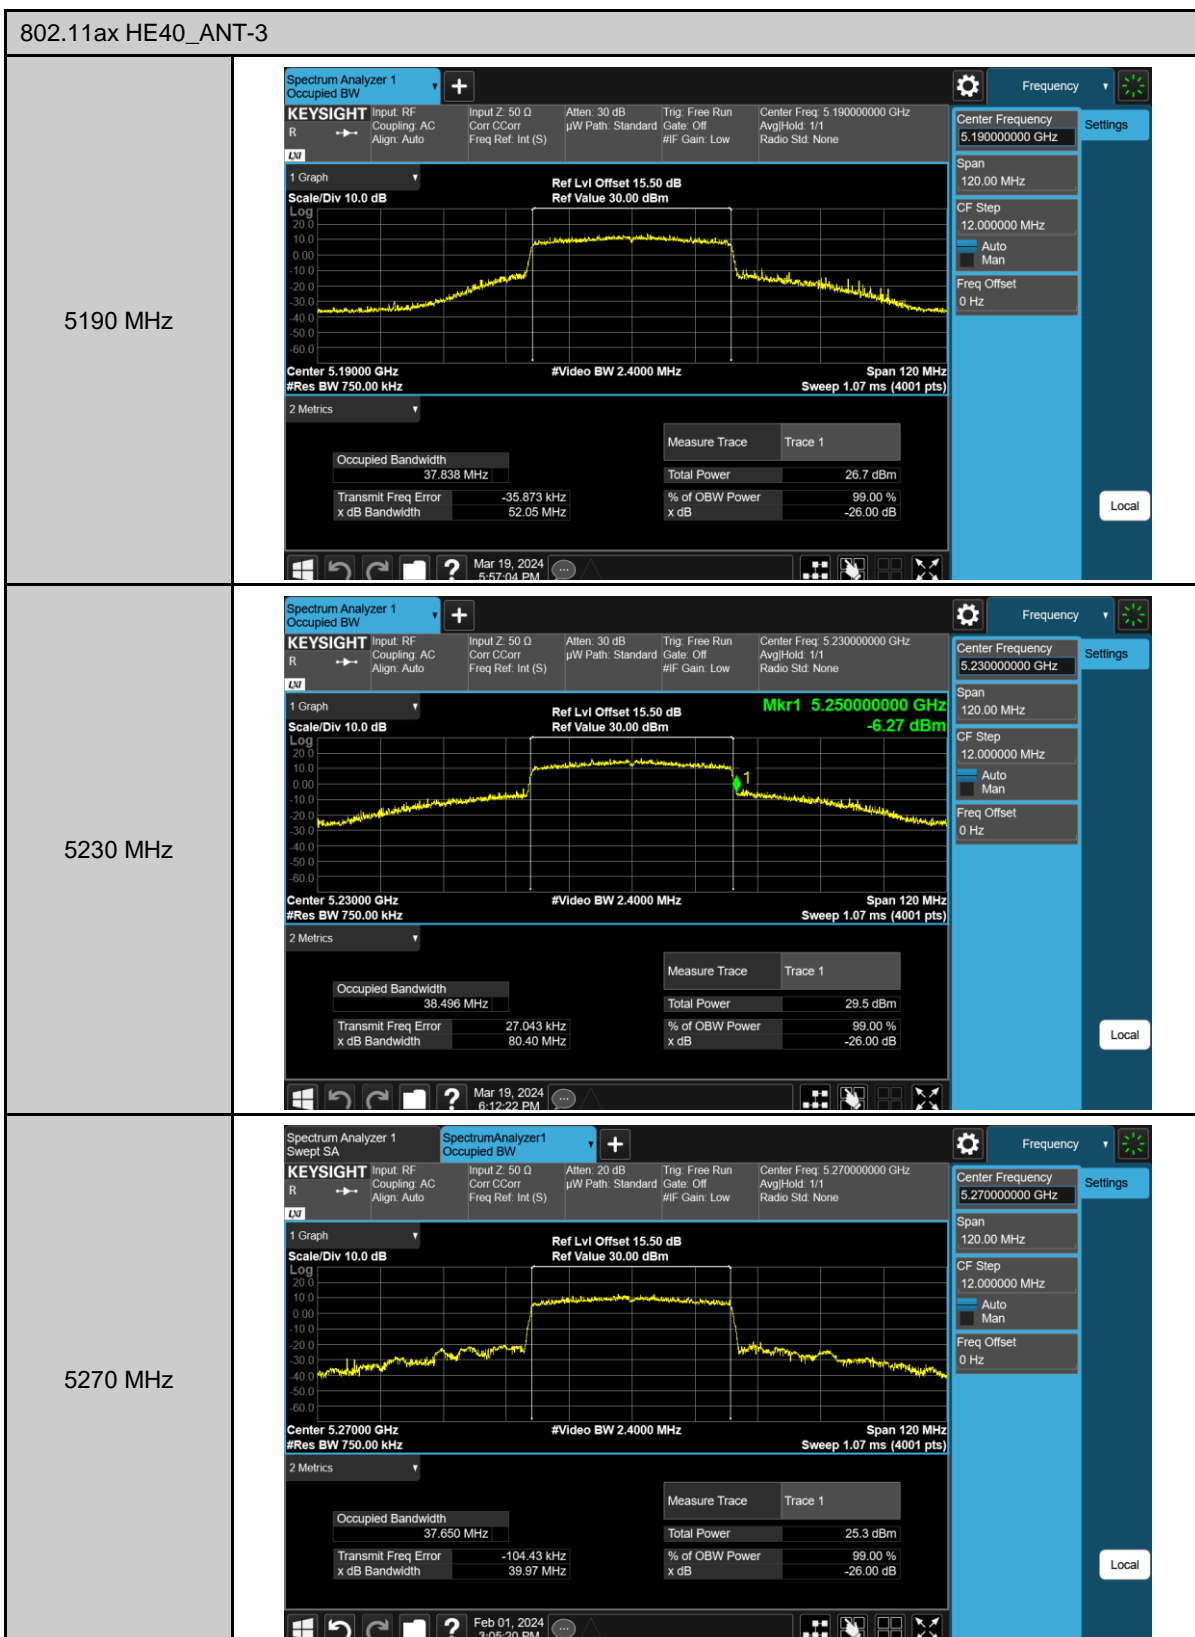 802.11ax HE40_ANT-3
5190 MHz
Spectrum Analyzer 1
Occupied BW
Frequency
KEYSIGHT
R
LXI
Input: RF
Coupling: AC
Align: Auto
Input Z: 50 Ω
Corr CCorr
Freq Ref: Int (S)
Atten: 30 dB
µW Path: Standard
Trig: Free Run
Gate: Off
#IF Gain: Low
Center Freq: 5.190000000 GHz
Avg|Hold: 1/1
Radio Std: None
Center Frequency
5.190000000 GHz
Settings
Span
120.00 MHz
CF Step
12.000000 MHz
Auto
Man
Freq Offset
0 Hz
Local
1 Graph
Scale/Div 10.0 dB
Ref Lvl Offset 15.50 dB
Ref Value 30.00 dBm
Log
20.0
10.0
0.00
-10.0
-20.0
-30.0
-40.0
-50.0
-60.0
Center 5.19000 GHz
#Video BW 2.4000 MHz
Span 120 MHz
#Res BW 750.00 kHz
Sweep 1.07 ms (4001 pts)
2 Metrics
Measure Trace Trace 1
Occupied Bandwidth
37.838 MHz
Total Power 26.7 dBm
Transmit Freq Error -35.873 kHz
% of OBW Power 99.00 %
x dB Bandwidth 52.05 MHz
x dB -26.00 dB
?
Mar 19, 2024
5:57:04 PM
5230 MHz
Spectrum Analyzer 1
Occupied BW
Frequency
KEYSIGHT
R
LXI
Input: RF
Coupling: AC
Align: Auto
Input Z: 50 Ω
Corr CCorr
Freq Ref: Int (S)
Atten: 30 dB
µW Path: Standard
Trig: Free Run
Gate: Off
#IF Gain: Low
Center Freq: 5.230000000 GHz
Avg|Hold: 1/1
Radio Std: None
Center Frequency
5.230000000 GHz
Settings
Span
120.00 MHz
CF Step
12.000000 MHz
Auto
Man
Freq Offset
0 Hz
Local
1 Graph
Scale/Div 10.0 dB
Ref Lvl Offset 15.50 dB
Ref Value 30.00 dBm
Mkr1 5.250000000 GHz
-6.27 dBm
Log
20.0
10.0
0.00
-10.0
-20.0
-30.0
-40.0
-50.0
-60.0
1
Center 5.23000 GHz
#Video BW 2.4000 MHz
Span 120 MHz
#Res BW 750.00 kHz
Sweep 1.07 ms (4001 pts)
2 Metrics
Measure Trace Trace 1
Occupied Bandwidth
38.496 MHz
Total Power 29.5 dBm
Transmit Freq Error 27.043 kHz
% of OBW Power 99.00 %
x dB Bandwidth 80.40 MHz
x dB -26.00 dB
?
Mar 19, 2024
6:12:22 PM
5270 MHz
Spectrum Analyzer 1
Swept SA
SpectrumAnalyzer1
Occupied BW
Frequency
KEYSIGHT
R
LXI
Input: RF
Coupling: AC
Align: Auto
Input Z: 50 Ω
Corr CCorr
Freq Ref: Int (S)
Atten: 20 dB
µW Path: Standard
Trig: Free Run
Gate: Off
#IF Gain: Low
Center Freq: 5.270000000 GHz
Avg|Hold: 1/1
Radio Std: None
Center Frequency
5.270000000 GHz
Settings
Span
120.00 MHz
CF Step
12.000000 MHz
Auto
Man
Freq Offset
0 Hz
Local
1 Graph
Scale/Div 10.0 dB
Ref Lvl Offset 15.50 dB
Ref Value 30.00 dBm
Log
20.0
10.0
0.00
-10.0
-20.0
-30.0
-40.0
-50.0
-60.0
Center 5.27000 GHz
#Video BW 2.4000 MHz
Span 120 MHz
#Res BW 750.00 kHz
Sweep 1.07 ms (4001 pts)
2 Metrics
Measure Trace Trace 1
Occupied Bandwidth
37.650 MHz
Total Power 25.3 dBm
Transmit Freq Error -104.43 kHz
% of OBW Power 99.00 %
x dB Bandwidth 39.97 MHz
x dB -26.00 dB
?
Feb 01, 2024
3:05:20 PM